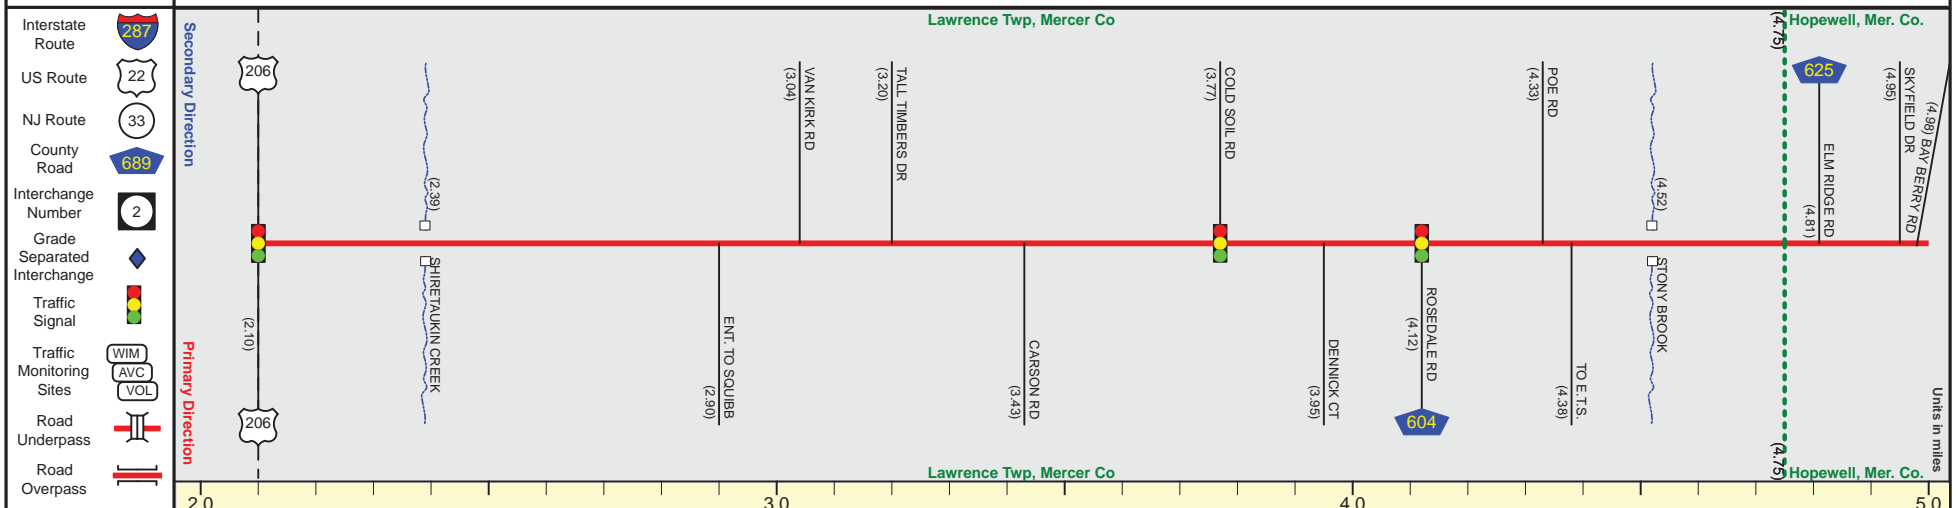 Interstate
Route
287
US Route
22
NJ Route
33
County
Road
689
Interchange
Number
2
Grade
Separated
Interchange
Traffic
Signal
Traffic
Monitoring
Sites
WIM
AVC
VOL
Road
Underpass
Road
Overpass
Secondary Direction
Primary Direction
Lawrence Twp, Mercer Co
(4.75)
Hopewell, Mer. Co.
206
(2.10)
206
(2.39)
SHIRETAUKIN CREEK
ENT. TO SQUIBB
(2.90)
VAN KIRK RD
(3.04)
TALL TIMBERS DR
(3.20)
CARSON RD
(3.43)
COLD SOIL RD
(3.77)
DENNICK CT
(3.95)
ROSEDALE RD
(4.12)
604
POE RD
(4.33)
TO E.T.S.
(4.38)
(4.52)
STONY BROOK
625
ELM RIDGE RD
(4.81)
SKYFIELD DR
(4.95)
(4.98) BAY BERRY RD
Units in miles
Lawrence Twp, Mercer Co
(4.75)
Hopewell, Mer. Co.
2.0 3.0 4.0 5.0